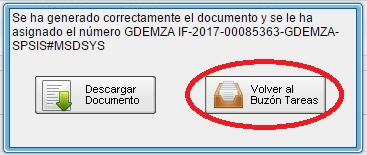 Se ha generado correctamente el documento y se le ha
asignado el número GDEMZA IF-2017-00085363-GDEMZA-
SPSIS#MSDSYS
Descargar
Documento
Volver al
Buzón Tareas